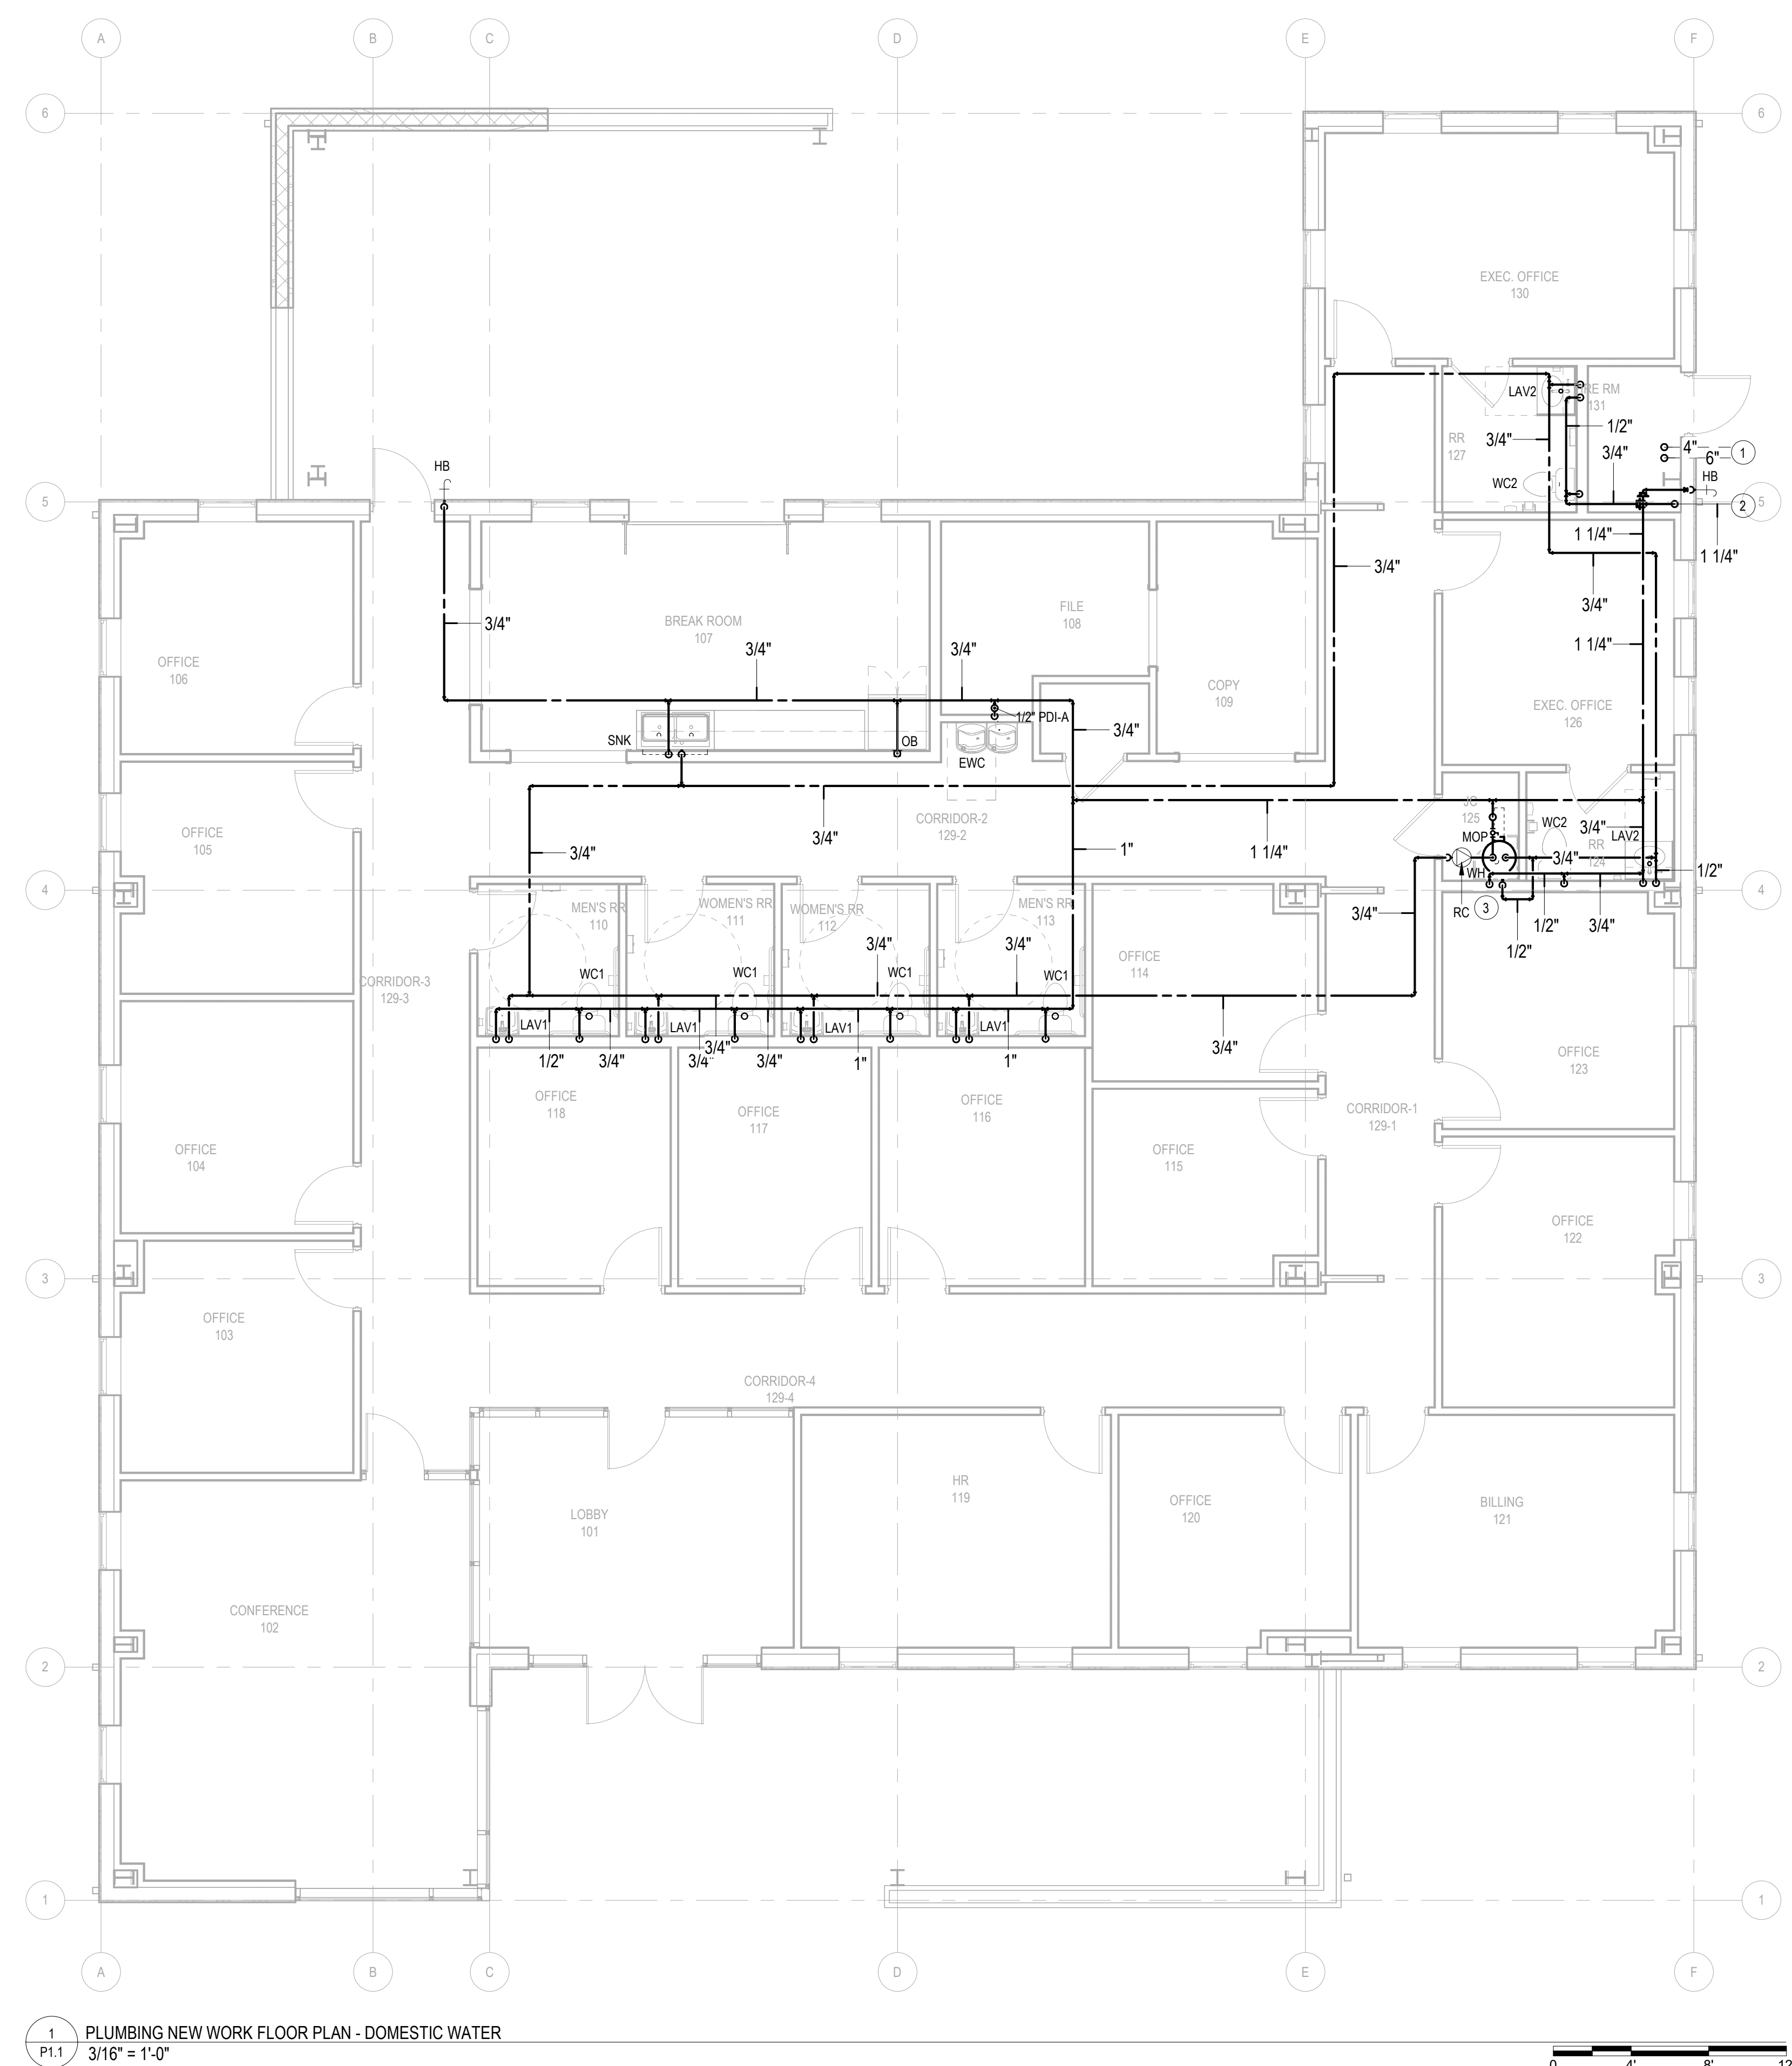 A
B
C
D
E
F
6
6
EXEC. OFFICE
130
LAV2
FIRE RM
131
1/2"
3/4"
RR
127
3/4"
4"
1
6"
HB
HB
WC2
5
2
5
1 1/4"
1 1/4"
3/4"
3/4"
3/4"
FILE
108
BREAK ROOM
107
3/4"
3/4"
3/4"
1 1/4"
OFFICE
106
COPY
109
EXEC. OFFICE
126
1/2" PDI-A
3/4"
SNK
OB
EWC
JC
125
CORRIDOR-2
129-2
WC2
3/4"
LAV2
MOP
OFFICE
105
3/4"
3/4"
1"
1 1/4"
RR
124
3/4"
WH
1/2"
4
4
RC
3
3/4"
1/2"
1/2"
3/4"
MEN'S RR
110
WOMEN'S RR
111
WOMEN'S RR
112
MEN'S RR
113
3/4"
3/4"
OFFICE
114
CORRIDOR-3
129-3
WC1
WC1
WC1
WC1
LAV1
LAV1
LAV1
LAV1
1/2"
3/4"
3/4"
3/4"
3/4"
1"
1"
3/4"
OFFICE
123
OFFICE
118
OFFICE
117
OFFICE
116
CORRIDOR-1
129-1
OFFICE
104
OFFICE
115
OFFICE
122
3
3
OFFICE
103
CORRIDOR-4
129-4
LOBBY
101
HR
119
OFFICE
120
BILLING
121
CONFERENCE
102
2
2
1
1
A
B
C
D
E
F
1
P1.1
PLUMBING NEW WORK FLOOR PLAN - DOMESTIC WATER
3/16" = 1'-0"
0 4' 8' 12'